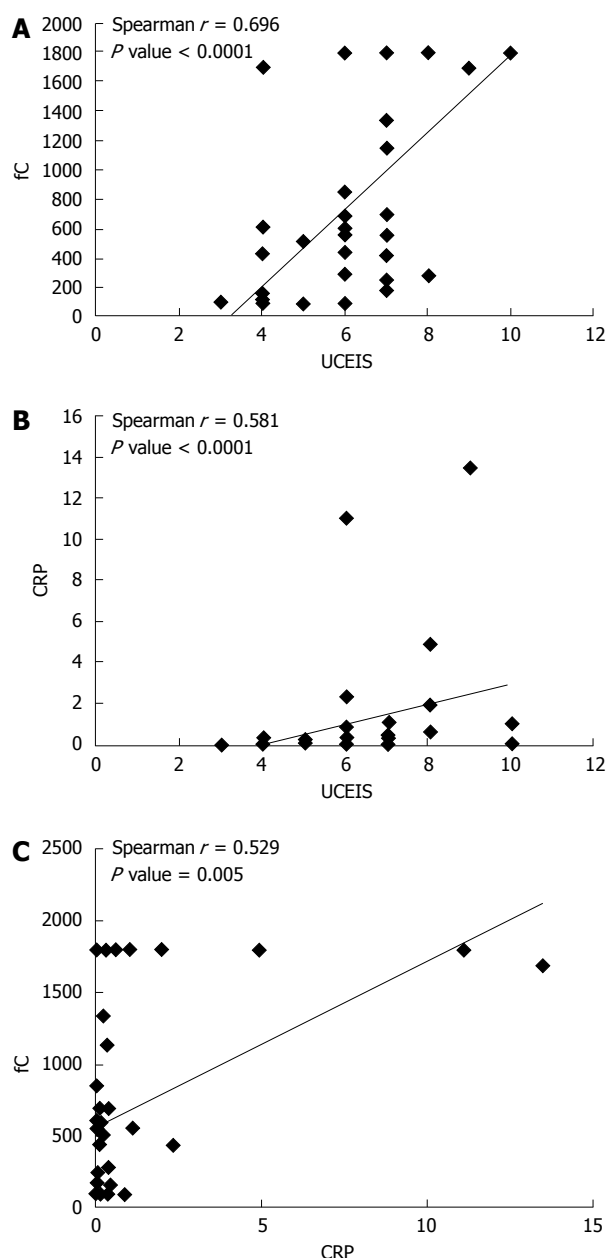 A
Spearman r = 0.696
P value < 0.0001
2000
1800
1600
1400
1200
1000
800
600
400
200
0
fC
0 2 4 6 8 10 12
UCEIS
B
Spearman r = 0.581
P value < 0.0001
16
14
12
10
8
6
4
2
0
CRP
0 2 4 6 8 10 12
UCEIS
C
Spearman r = 0.529
P value = 0.005
2500
2000
1500
1000
500
0
fC
0 5 10 15
CRP